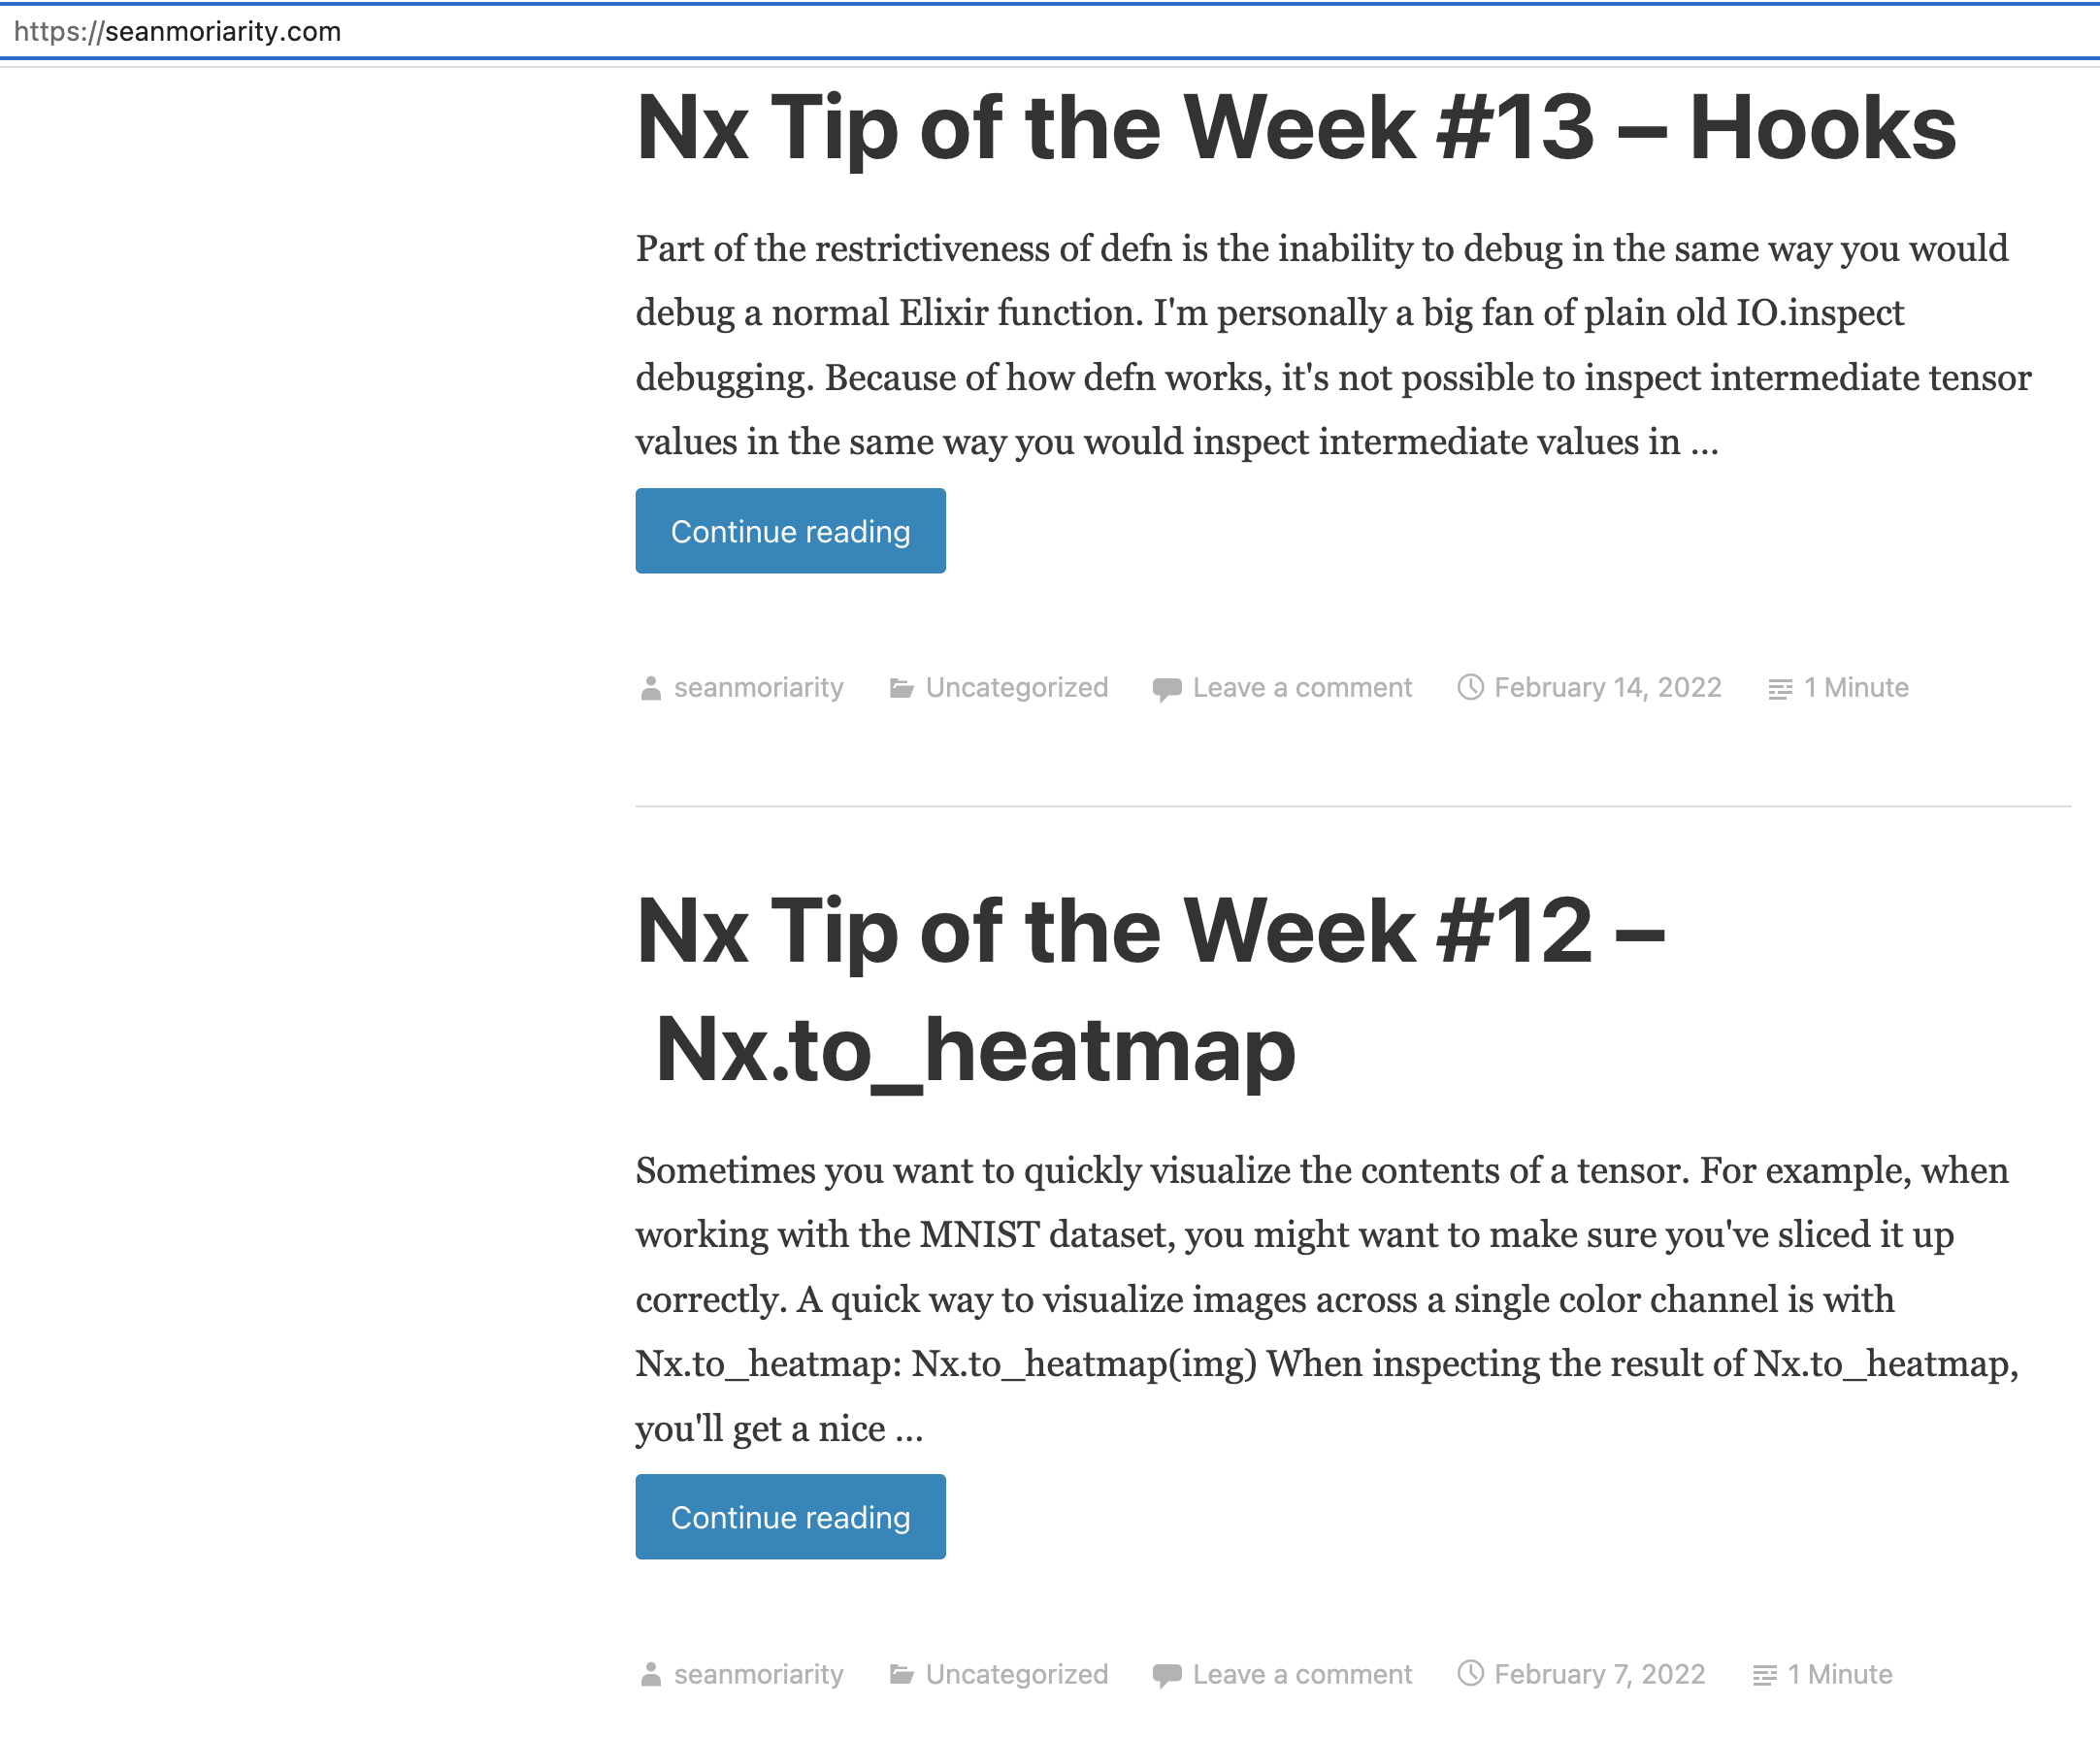 https://seanmoriarity.com
Nx Tip of the Week #13 – Hooks
Part of the restrictiveness of defn is the inability to debug in the same way you would
debug a normal Elixir function. I'm personally a big fan of plain old IO.inspect
debugging. Because of how defn works, it's not possible to inspect intermediate tensor
values in the same way you would inspect intermediate values in ...
Continue reading
seanmoriarity Uncategorized Leave a comment February 14, 2022 1 Minute
Nx Tip of the Week #12 –
Nx.to_heatmap
Sometimes you want to quickly visualize the contents of a tensor. For example, when
working with the MNIST dataset, you might want to make sure you've sliced it up
correctly. A quick way to visualize images across a single color channel is with
Nx.to_heatmap: Nx.to_heatmap(img) When inspecting the result of Nx.to_heatmap,
you'll get a nice ...
Continue reading
seanmoriarity Uncategorized Leave a comment February 7, 2022 1 Minute